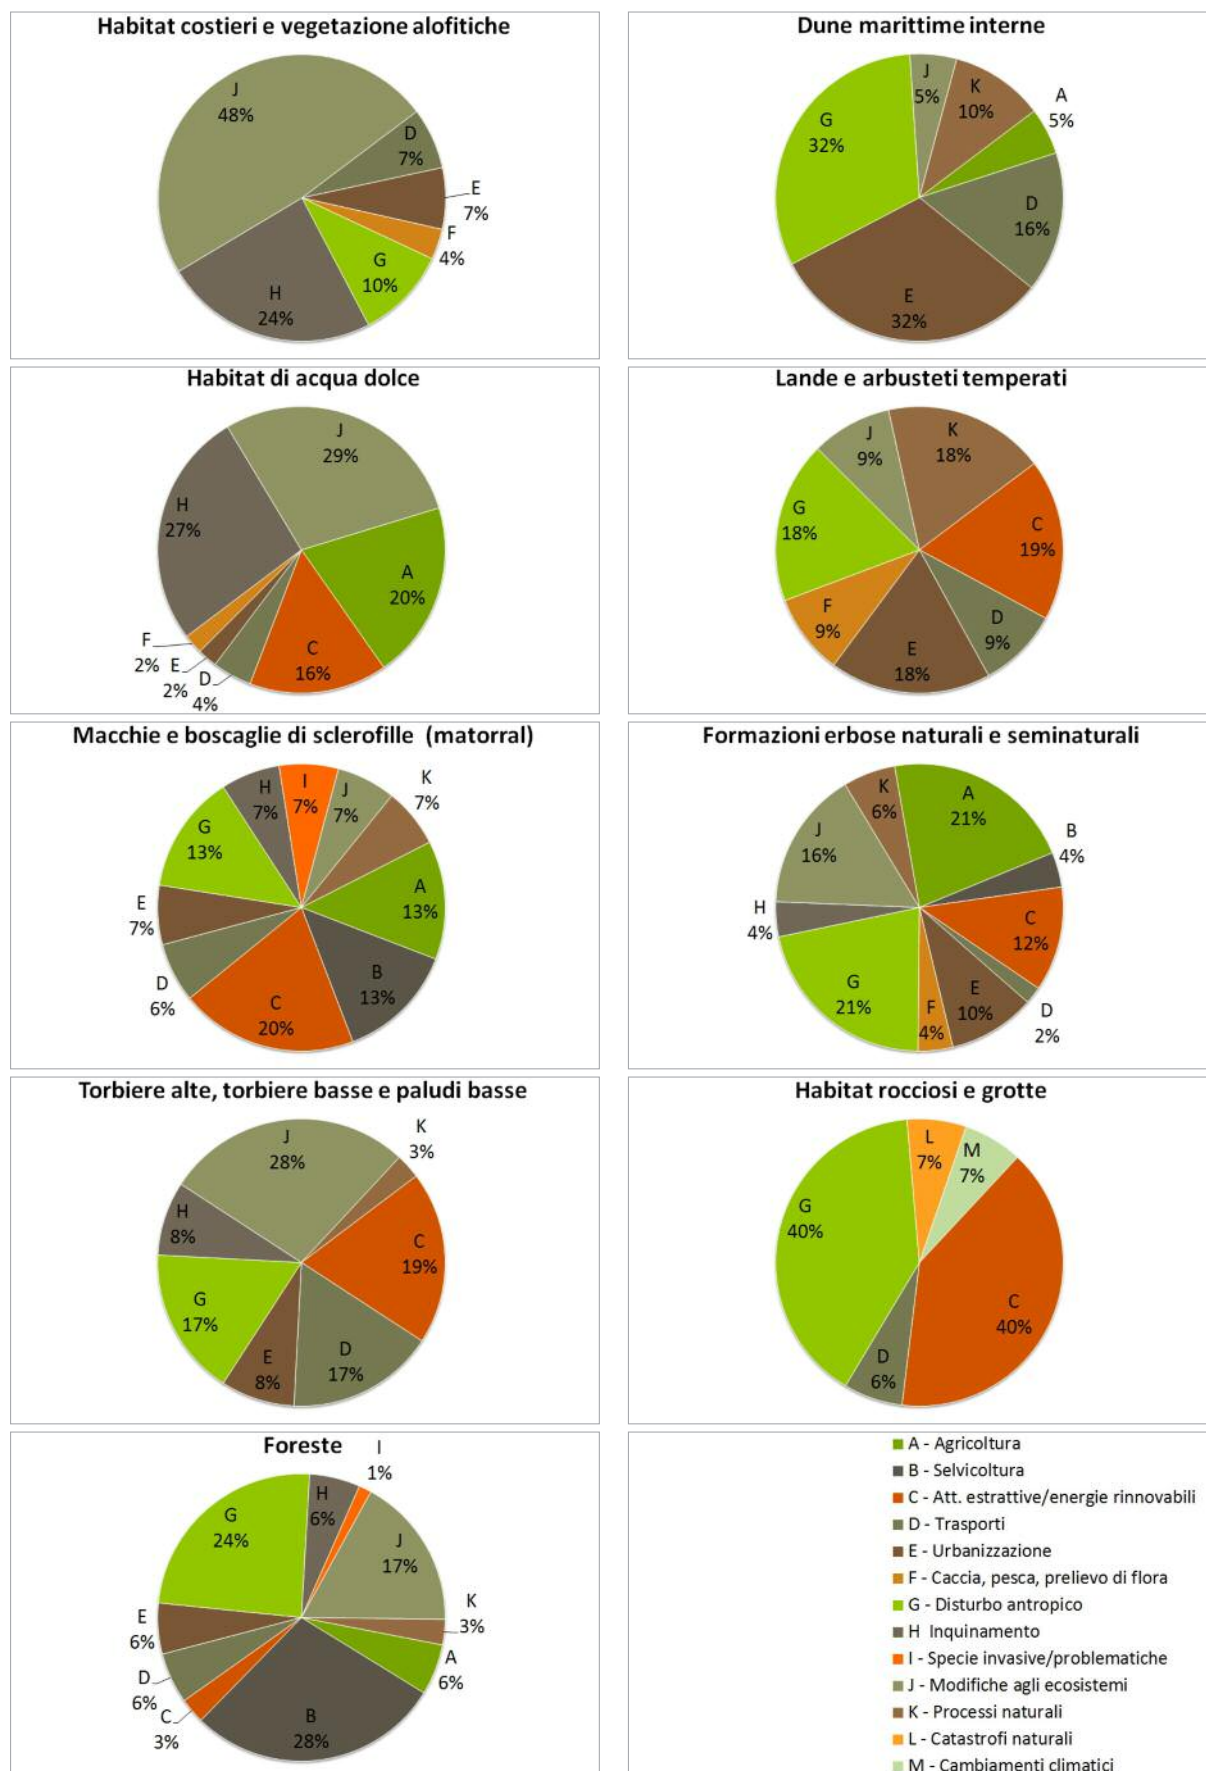 Habitat costieri e vegetazione alofitiche
J
48%
D
7%
E
7%
F
4%
G
10%
H
24%
Dune marittime interne
J
5%
K
10%
A
5%
D
16%
E
32%
G
32%
Habitat di acqua dolce
J
29%
A
20%
C
16%
D
4%
E
2%
F
2%
H
27%
Lande e arbusteti temperati
K
18%
C
19%
D
9%
E
18%
F
9%
G
18%
J
9%
Macchie e boscaglie di sclerofille (matorral)
I
7%
J
7%
K
7%
A
13%
B
13%
C
20%
D
6%
E
7%
G
13%
H
7%
Formazioni erbose naturali e seminaturali
A
21%
B
4%
C
12%
D
2%
E
10%
F
4%
G
21%
H
4%
J
16%
K
6%
Torbiere alte, torbiere basse e paludi basse
J
28%
K
3%
C
19%
D
17%
E
8%
G
17%
H
8%
Habitat rocciosi e grotte
L
7%
M
7%
C
40%
D
6%
G
40%
Foreste
H
6%
I
1%
J
17%
K
3%
A
6%
B
28%
C
3%
D
6%
E
6%
G
24%
A - Agricoltura
B - Selvicoltura
C - Att. estrattive/energie rinnovabili
D - Trasporti
E - Urbanizzazione
F - Caccia, pesca, prelievo di flora
G - Disturbo antropico
H Inquinamento
I - Specie invasive/problematiche
J - Modifiche agli ecosistemi
K - Processi naturali
L - Catastrofi naturali
M - Cambiamenti climatici